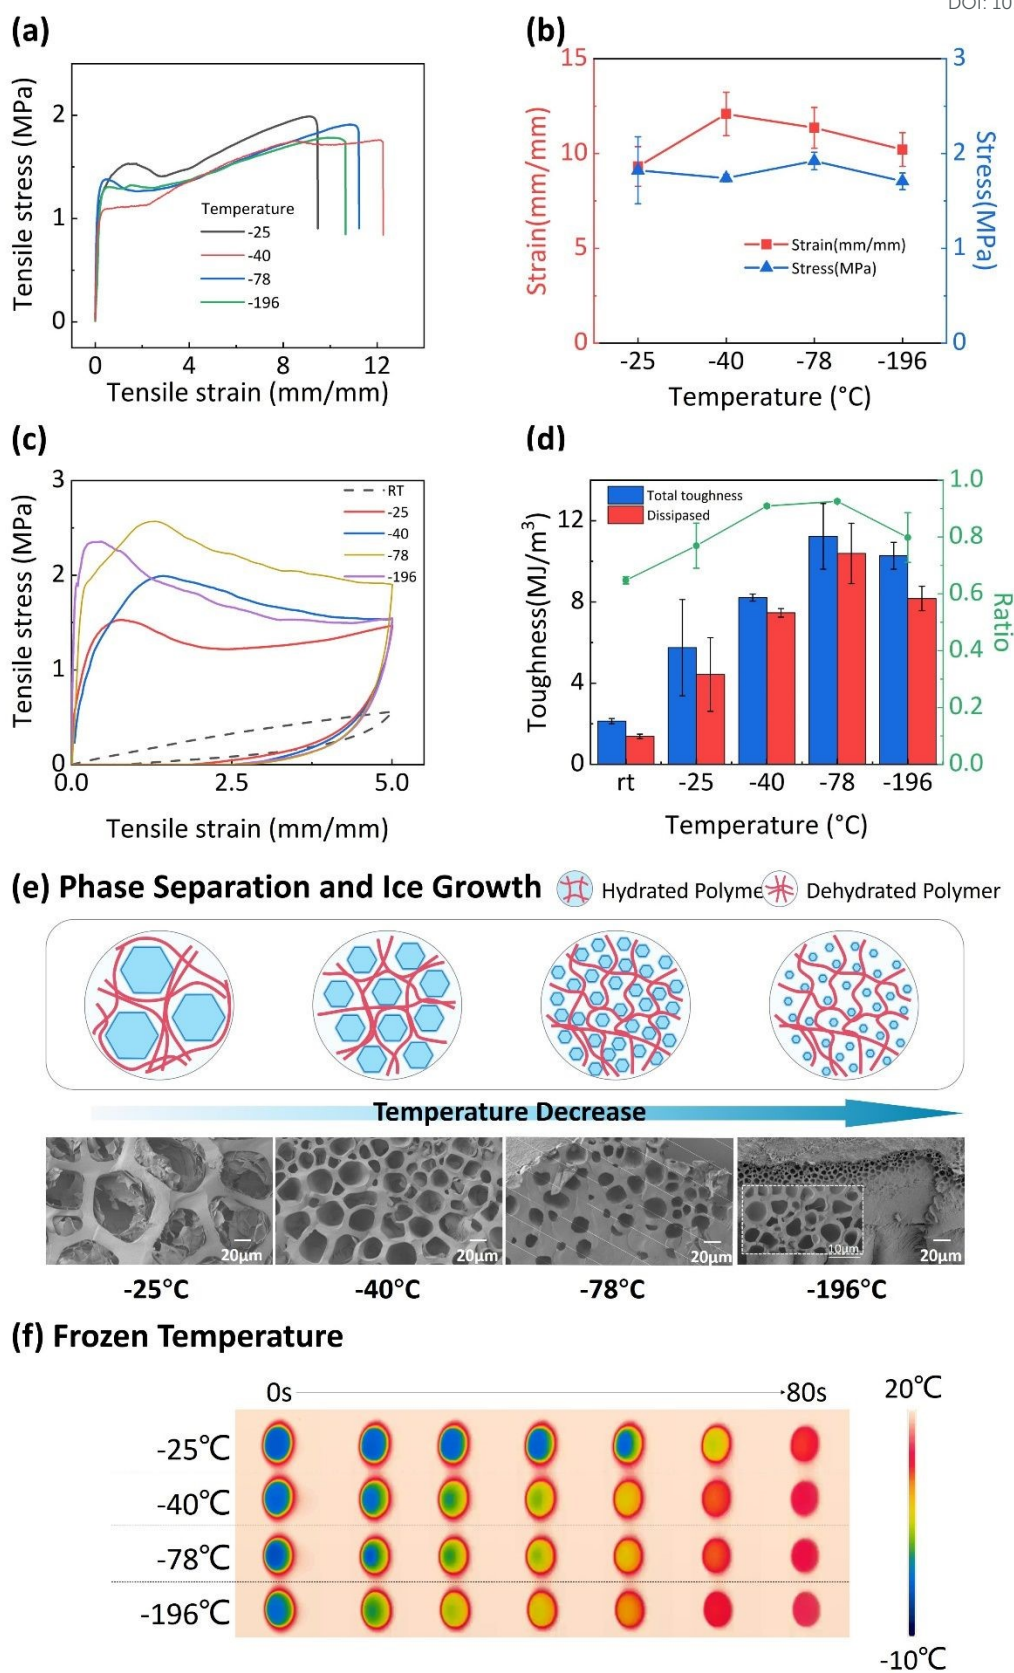 DOI: 10
(a)
Tensile stress (MPa)
2
1
0
Temperature
-25
-40
-78
-196
0 4 8 12
Tensile strain (mm/mm)
(b)
Strain(mm/mm)
15
10
5
0
3
2
1
0
Stress(MPa)
Strain(mm/mm)
Stress(MPa)
-25 -40 -78 -196
Temperature (°C)
(c)
Tensile stress (MPa)
3
2
1
0
RT
-25
-40
-78
-196
0.0 2.5 5.0
Tensile strain (mm/mm)
(d)
Toughness(MJ/m³)
12
8
4
0
Total toughness
Dissipased
1.0
0.8
0.6
0.4
0.2
0.0
Ratio
rt -25 -40 -78 -196
Temperature (°C)
(e) Phase Separation and Ice Growth
Hydrated Polyme
Dehydrated Polymer
Temperature Decrease
20μm
20μm
20μm
10μm
20μm
-25°C -40°C -78°C -196°C
(f) Frozen Temperature
0s 80s
20℃
-25℃
-40℃
-78℃
-196℃
-10℃